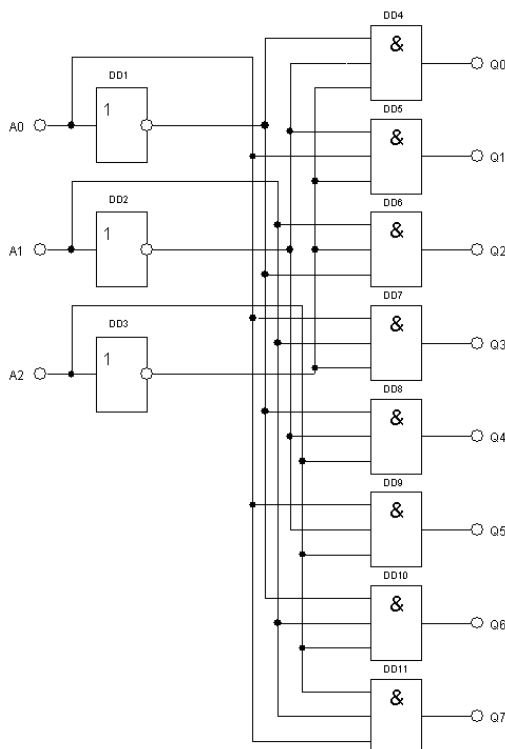 DD4
&
Q0
DD1
1
A0
DD5
&
Q1
DD2
1
A1
DD6
&
Q2
DD3
1
A2
DD7
&
Q3
DD8
&
Q4
DD9
&
Q5
DD10
&
Q6
DD11
&
Q7